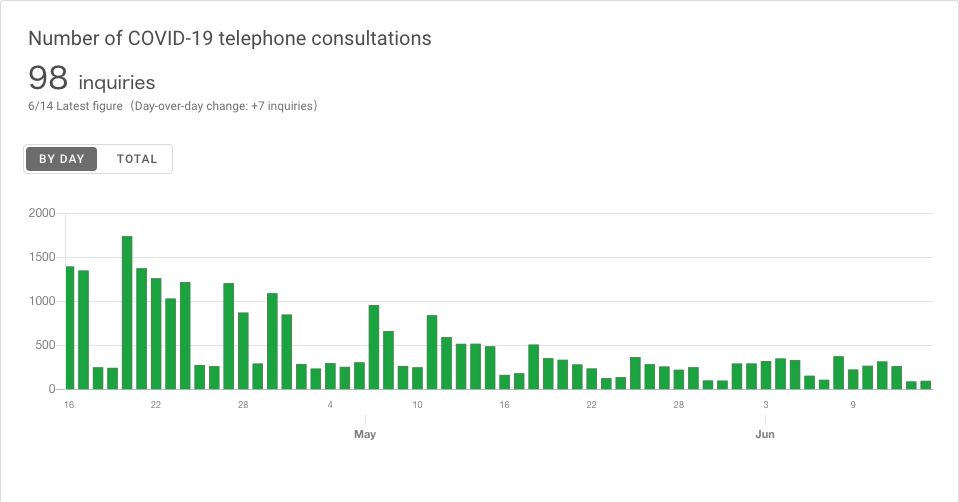 Number of COVID-19 telephone consultations
98 inquiries
6/14 Latest figure（Day-over-day change: +7 inquiries）
BY DAY TOTAL
2000
1500
1000
500
0
16 22 28 4 10 16 22 28 3 9
May Jun